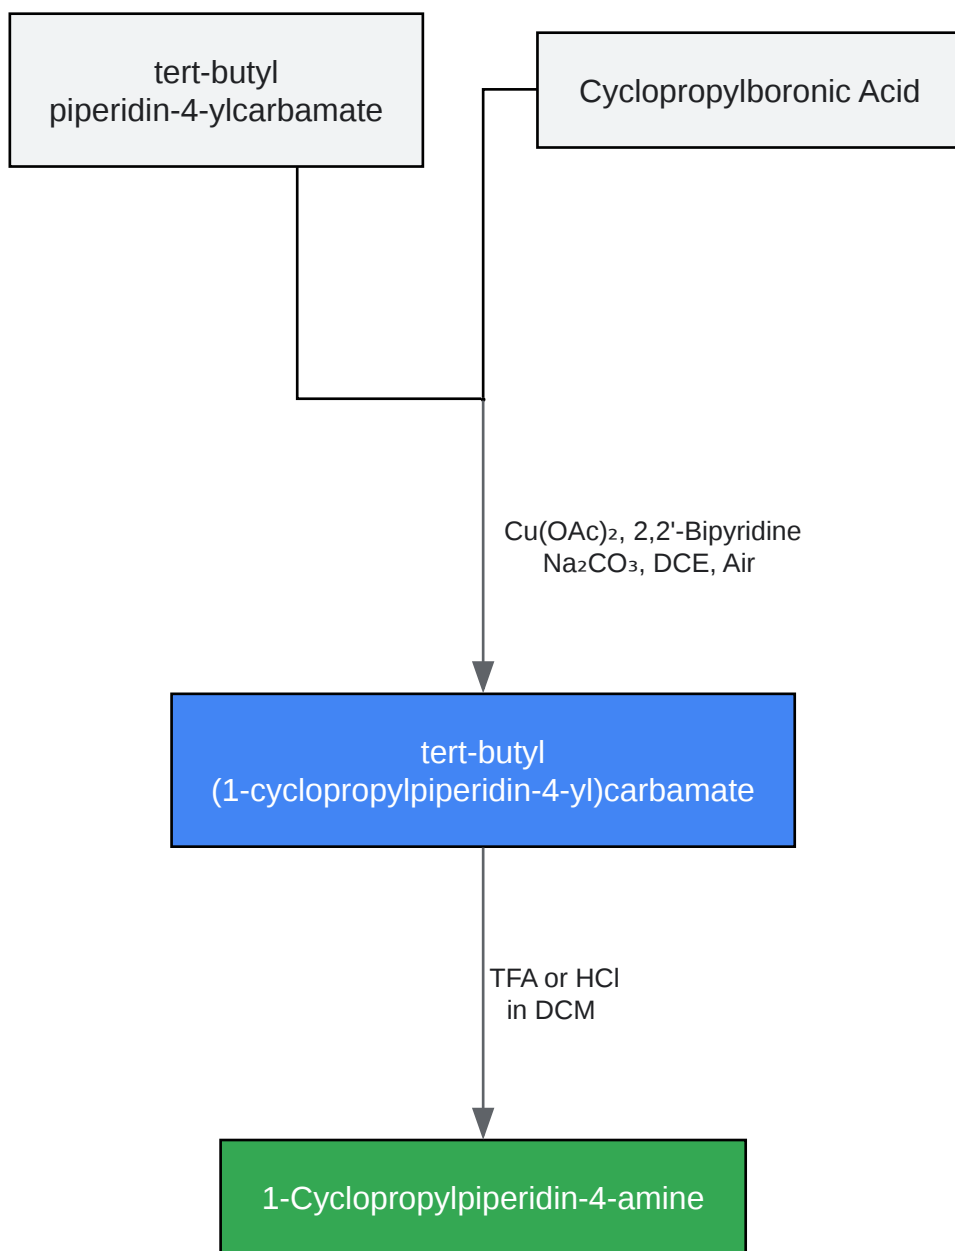 tert-butyl
piperidin-4-ylcarbamate
Cyclopropylboronic Acid
Cu(OAc)₂, 2,2'-Bipyridine
Na₂CO₃, DCE, Air
tert-butyl
(1-cyclopropylpiperidin-4-yl)carbamate
TFA or HCl
in DCM
1-Cyclopropylpiperidin-4-amine